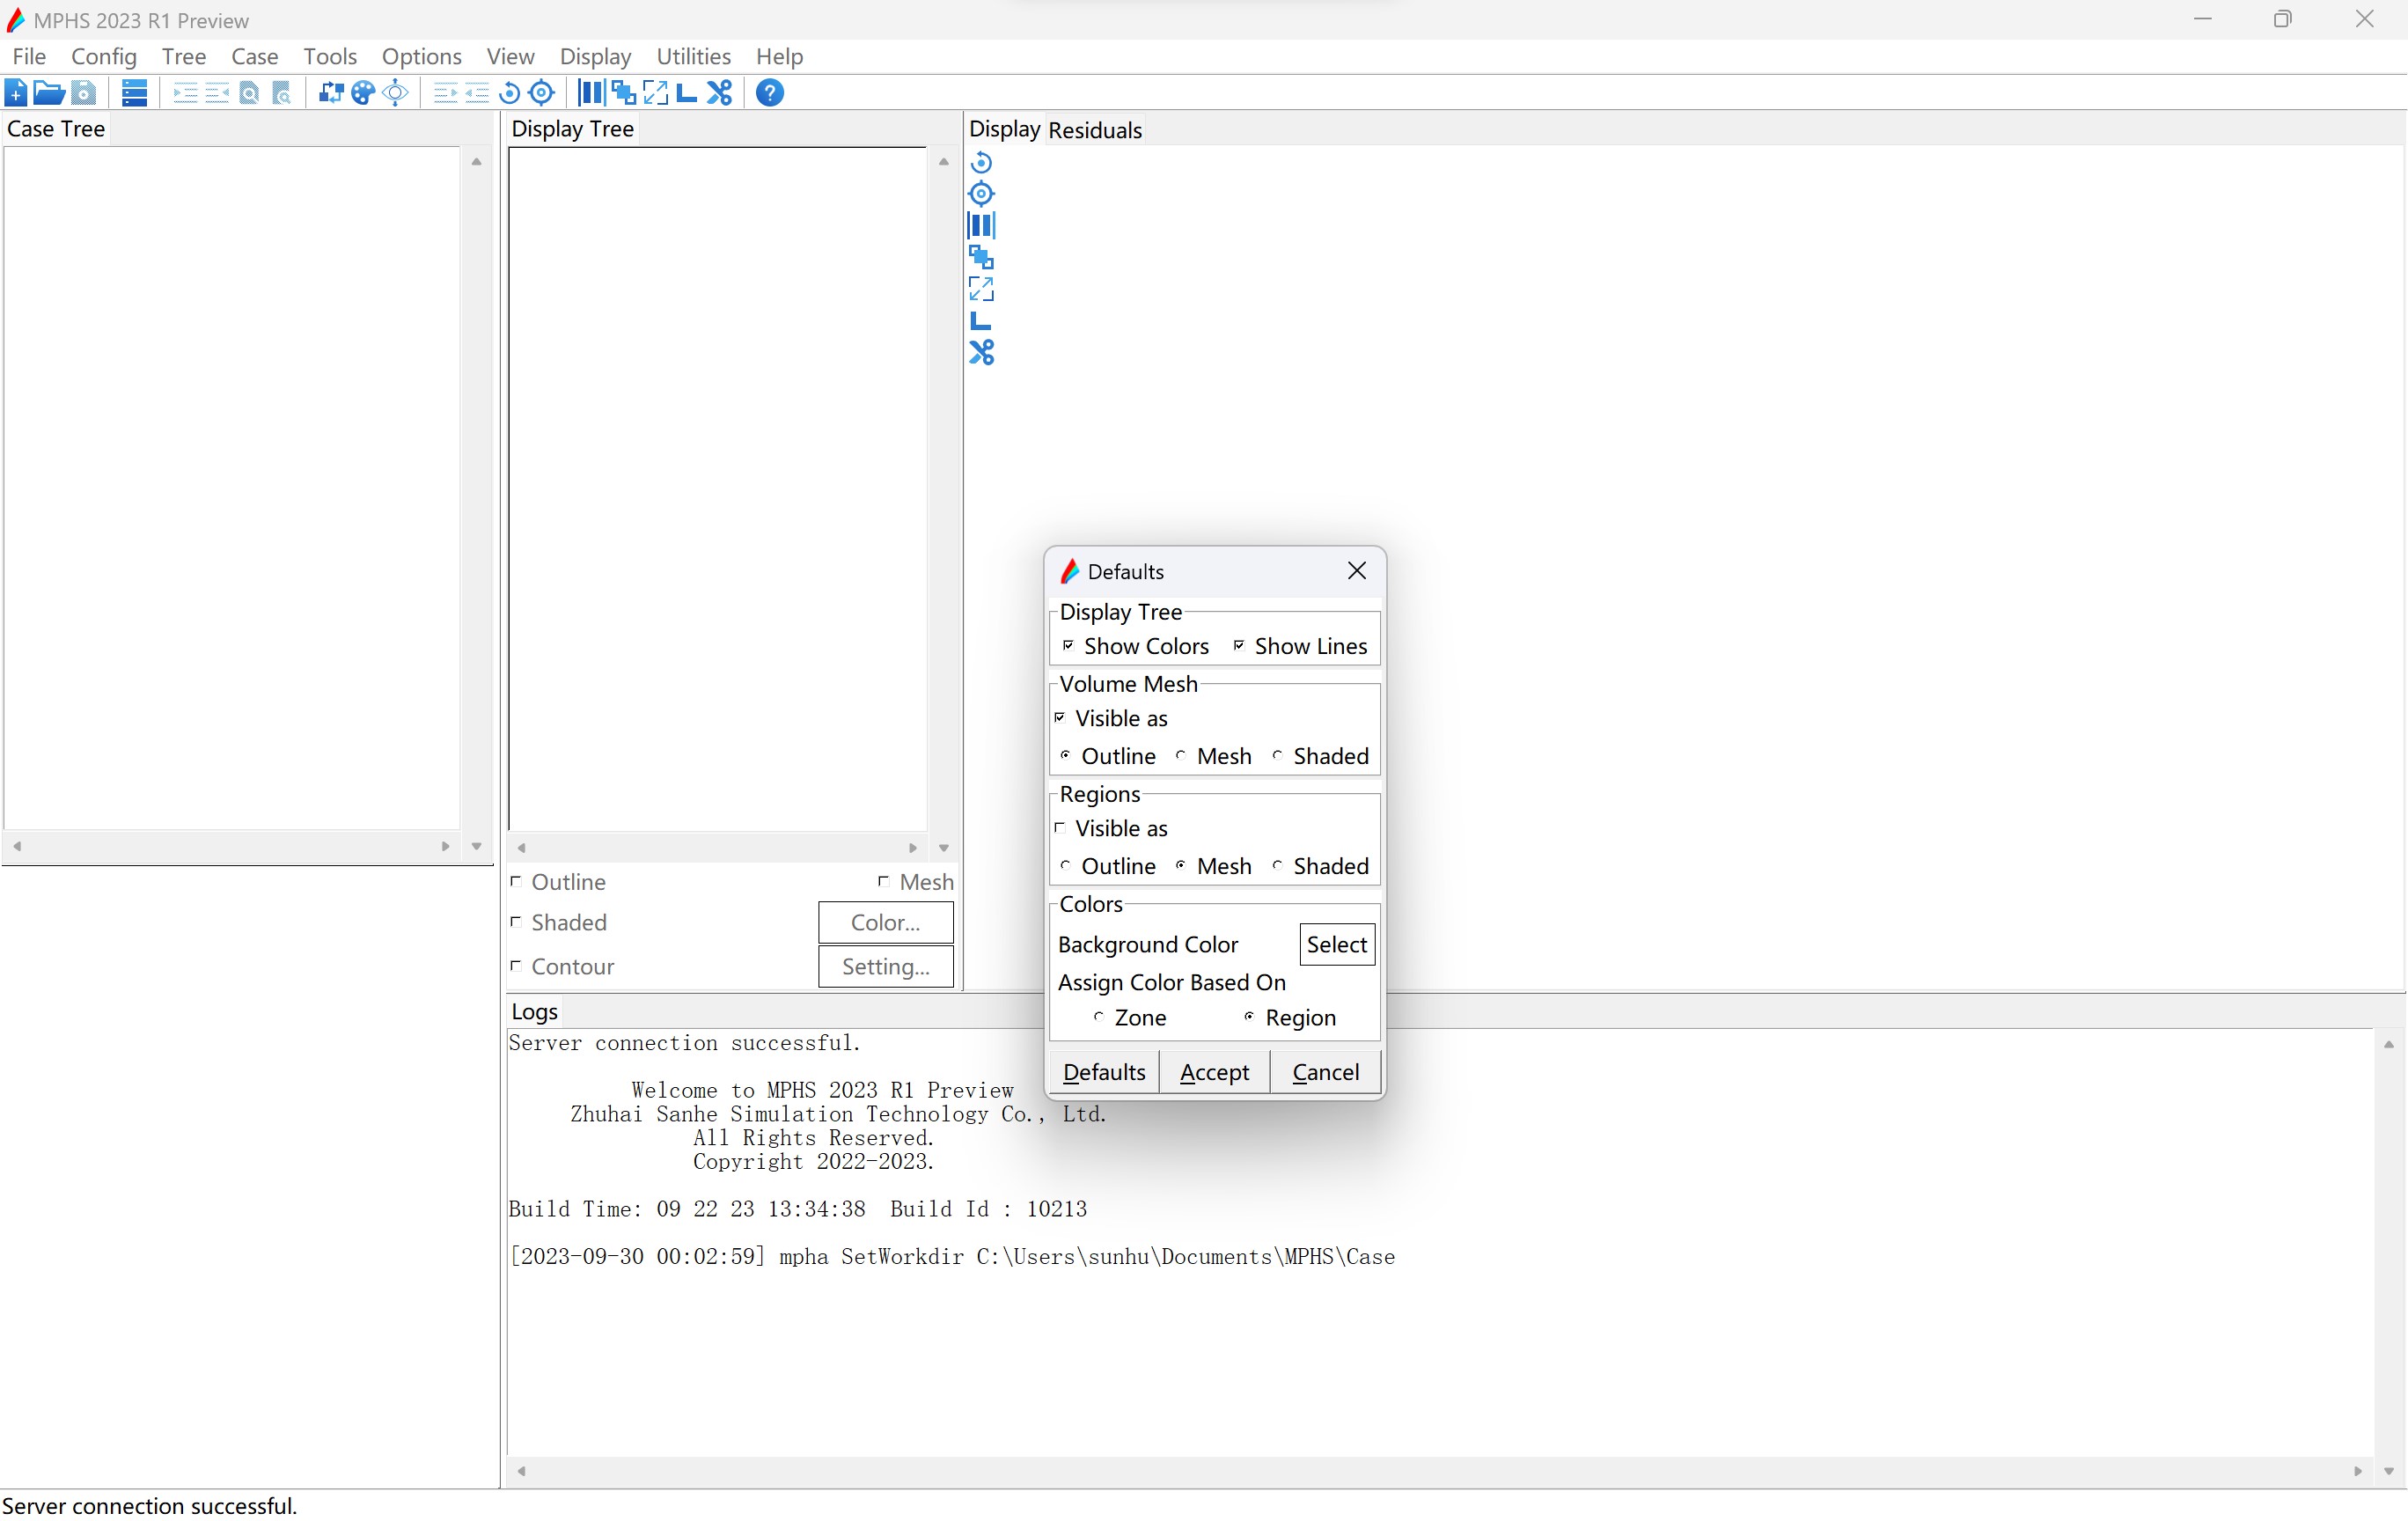 MPHS 2023 R1 Preview
File Config Tree Case Tools Options View Display Utilities Help
Case Tree
Display Tree
Display Residuals
Outline
Mesh
Shaded
Color...
Contour
Setting...
Defaults
Display Tree
Show Colors Show Lines
Volume Mesh
Visible as
Outline Mesh Shaded
Regions
Visible as
Outline Mesh Shaded
Colors
Background Color Select
Assign Color Based On
Zone Region
Defaults Accept Cancel
Logs
Server connection successful.
Welcome to MPHS 2023 R1 Preview
Zhuhai Sanhe Simulation Technology Co., Ltd.
All Rights Reserved.
Copyright 2022-2023.
Build Time: 09 22 23 13:34:38 Build Id : 10213
[2023-09-30 00:02:59] mpha SetWorkdir C:\Users\sunhu\Documents\MPHS\Case
Server connection successful.